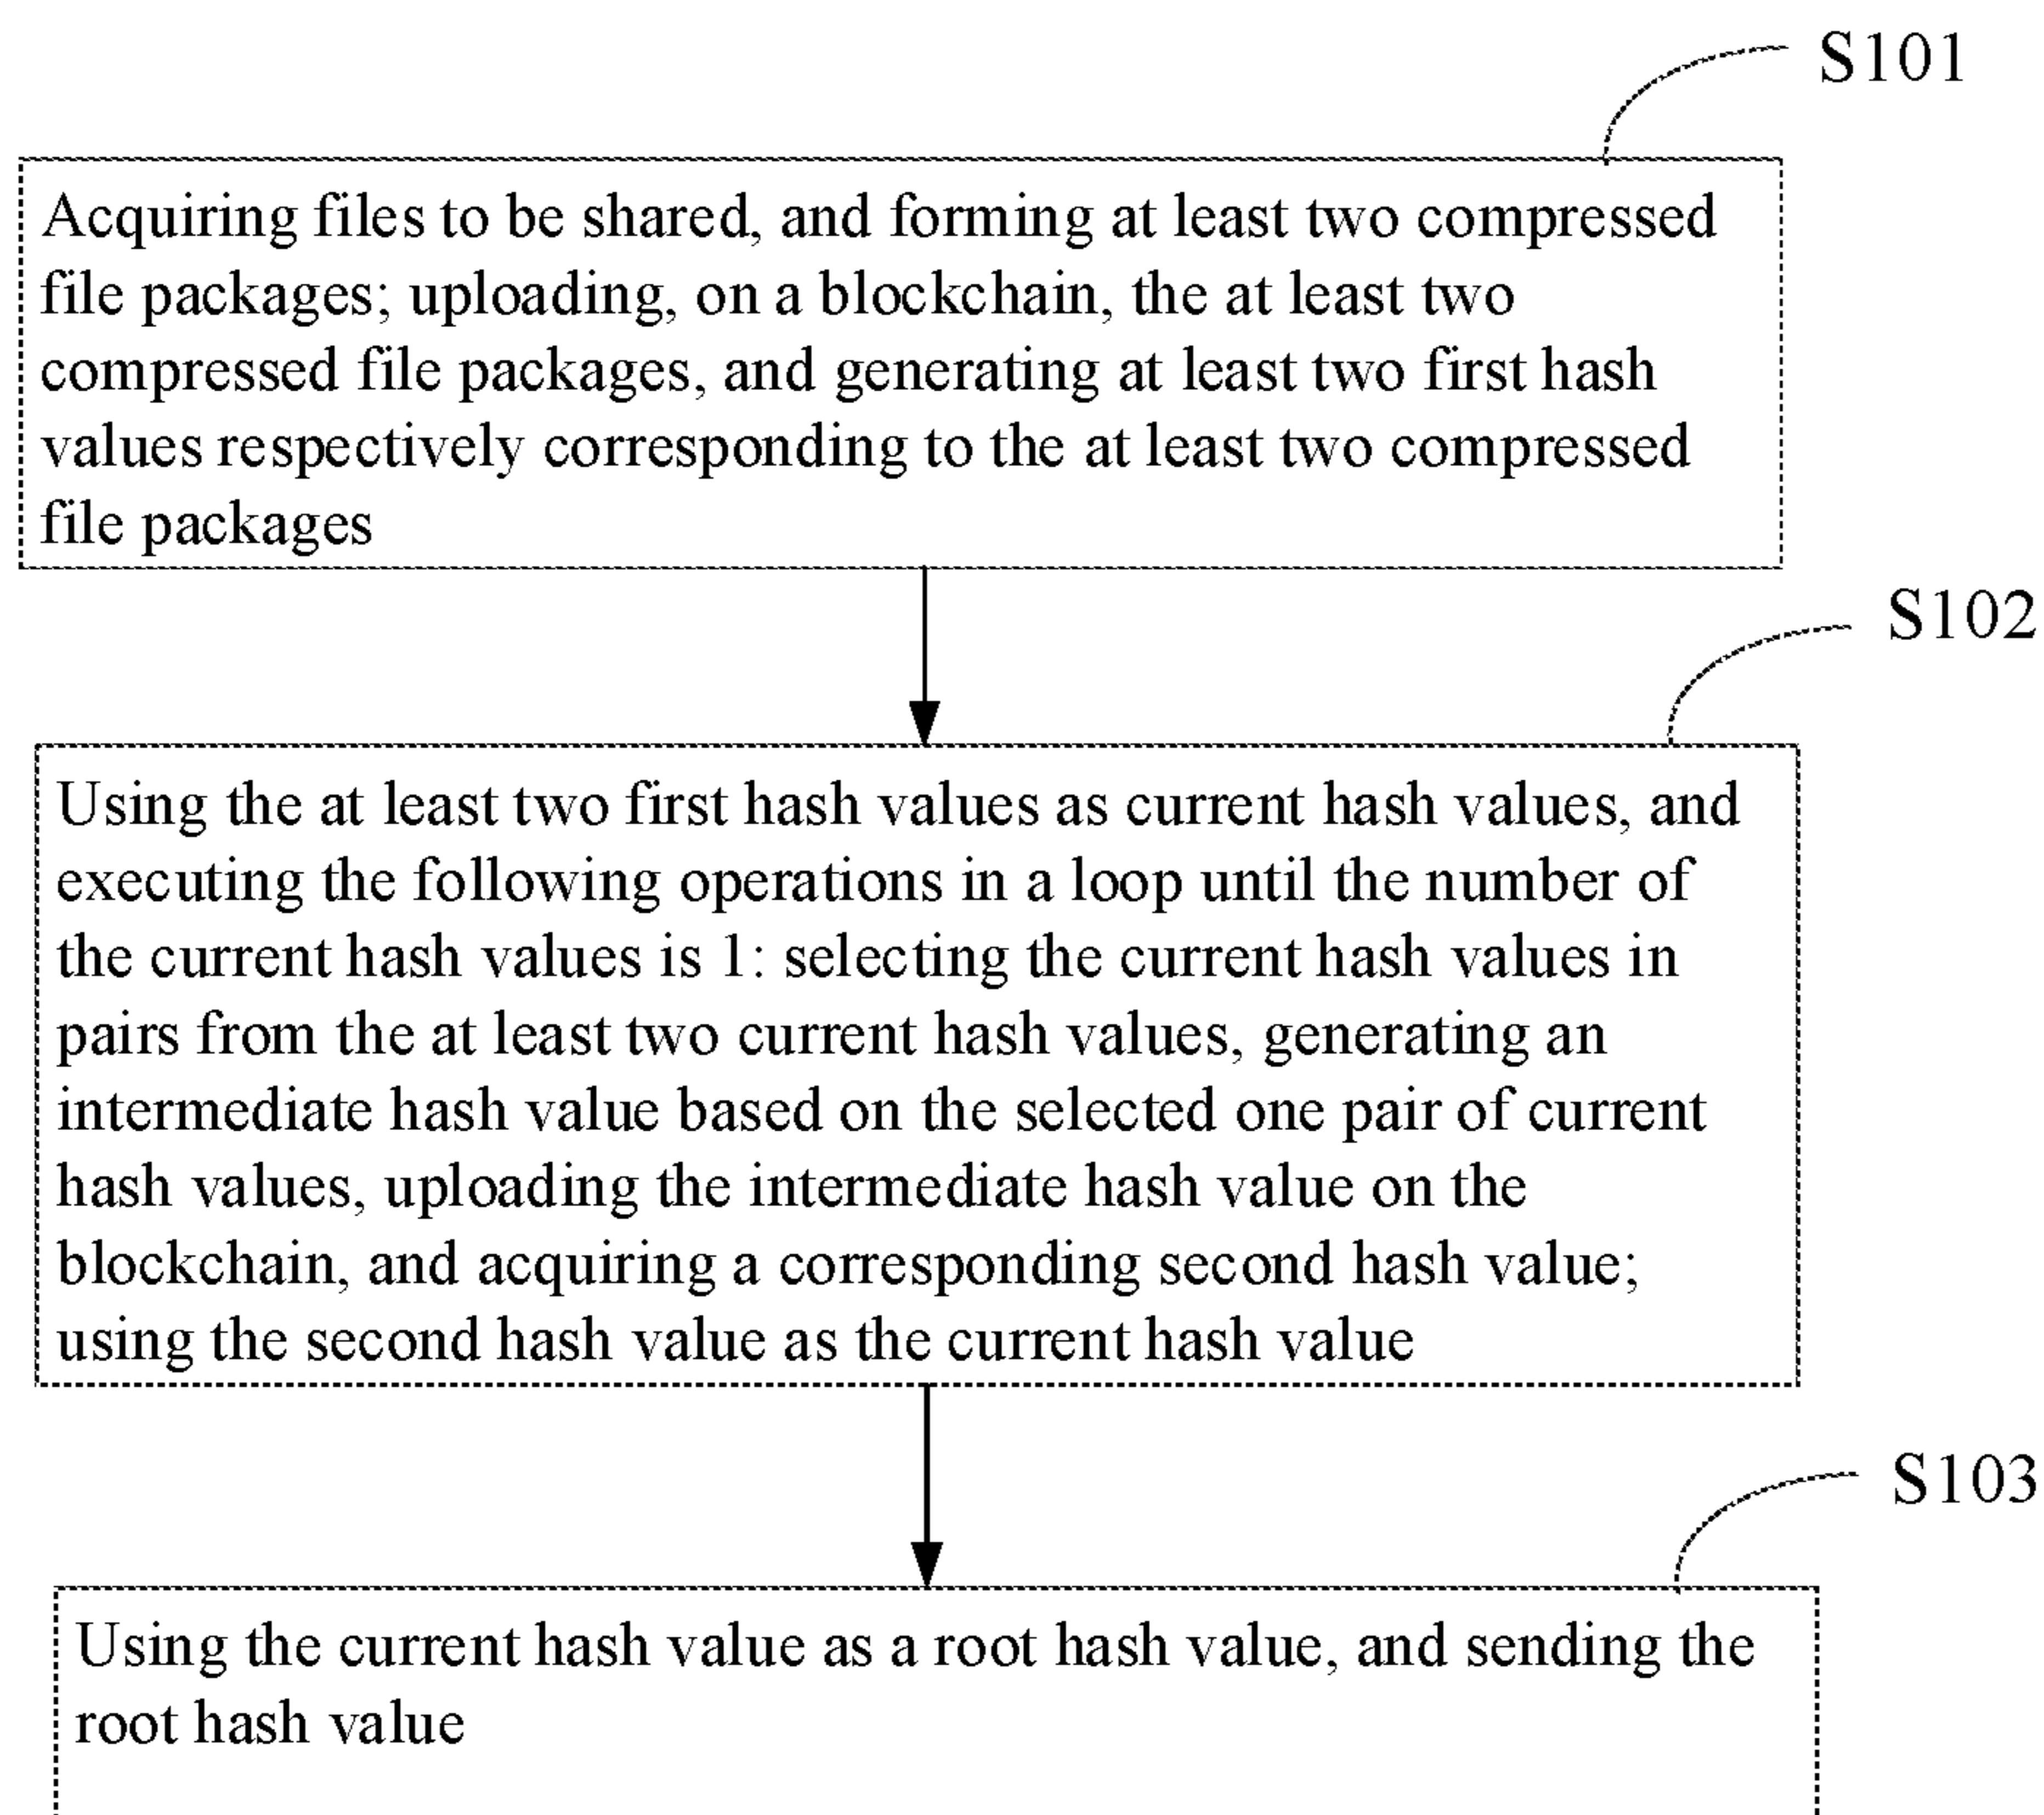 S101
Acquiring files to be shared, and forming at least two compressed
file packages; uploading, on a blockchain, the at least two
compressed file packages, and generating at least two first hash
values respectively corresponding to the at least two compressed
file packages
S102
Using the at least two first hash values as current hash values, and
executing the following operations in a loop until the number of
the current hash values is 1: selecting the current hash values in
pairs from the at least two current hash values, generating an
intermediate hash value based on the selected one pair of current
hash values, uploading the intermediate hash value on the
blockchain, and acquiring a corresponding second hash value;
using the second hash value as the current hash value
S103
Using the current hash value as a root hash value, and sending the
root hash value